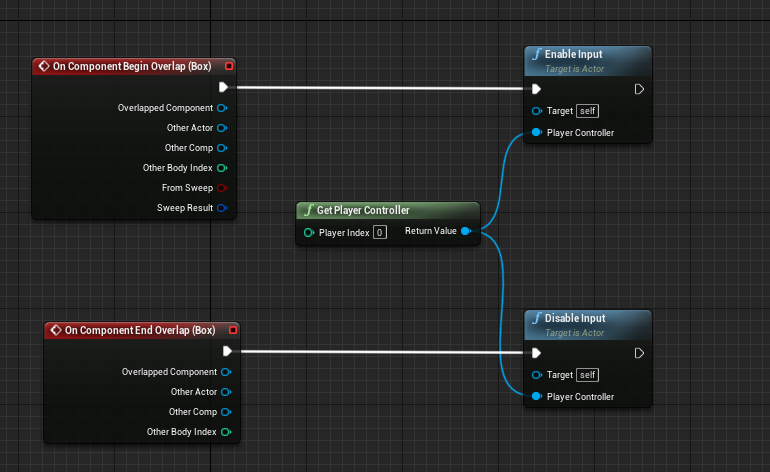 On Component Begin Overlap (Box)
Overlapped Component
Other Actor
Other Comp
Other Body Index
From Sweep
Sweep Result
Enable Input
Target is Actor
Target self
Player Controller
Get Player Controller
Player Index 0 Return Value
On Component End Overlap (Box)
Overlapped Component
Other Actor
Other Comp
Other Body Index
Disable Input
Target is Actor
Target self
Player Controller